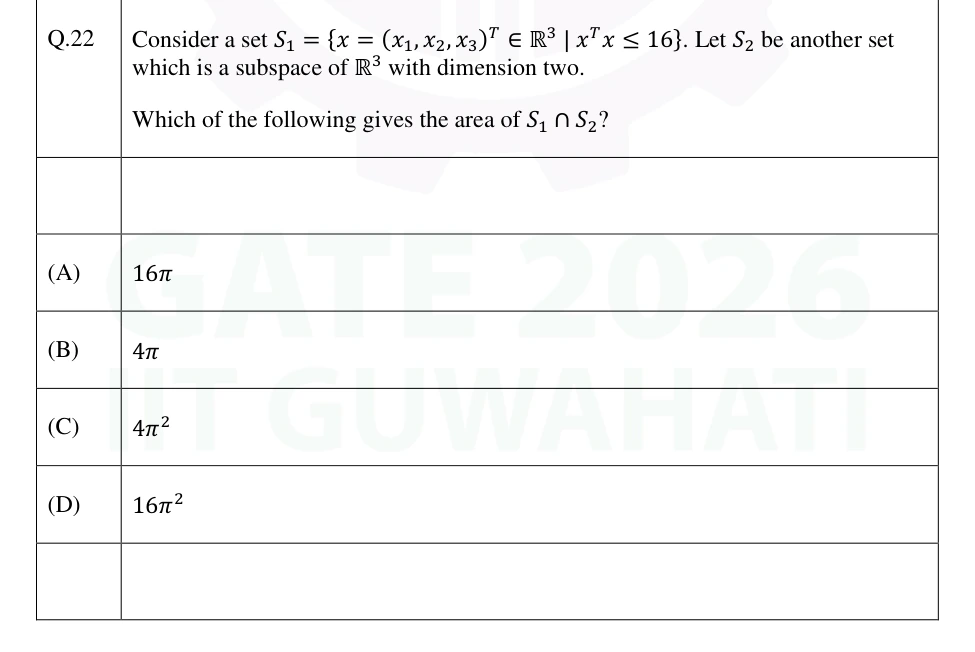 Q.22 Consider a set 𝑆₁ = {𝑥 = (𝑥₁, 𝑥₂, 𝑥₃)ᵀ ∈ ℝ³ | 𝑥ᵀ𝑥 ≤ 16}. Let 𝑆₂ be another set
which is a subspace of ℝ³ with dimension two.
Which of the following gives the area of 𝑆₁ ∩ 𝑆₂?
(A) 16𝜋
(B) 4𝜋
(C) 4𝜋²
(D) 16𝜋²
GATE 2026
IIT GUWAHATI